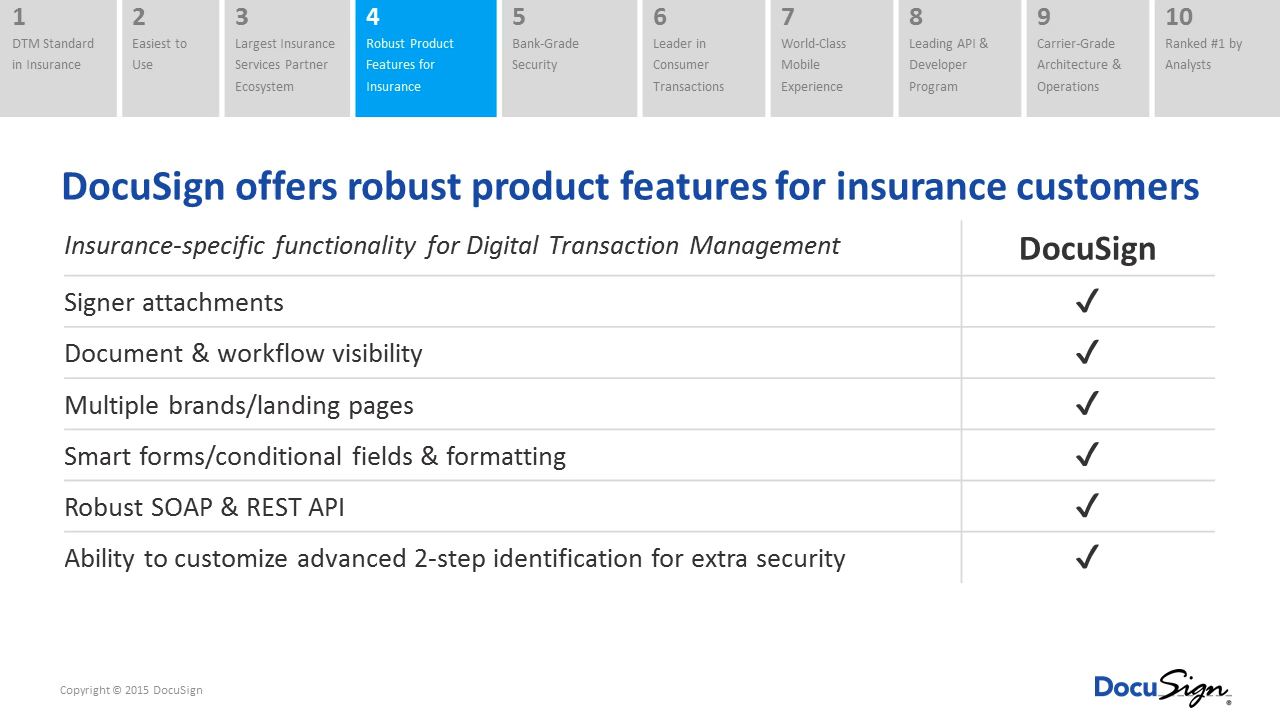 1 2 3 4 5 6 7 8 9 10
DTM Standard in Insurance
Easiest to Use
Largest Insurance Services Partner Ecosystem
Robust Product Features for Insurance
Bank-Grade Security
Leader in Consumer Transactions
World-Class Mobile Experience
Leading API & Developer Program
Carrier-Grade Architecture & Operations
Ranked #1 by Analysts
DocuSign offers robust product features for insurance customers
Insurance-specific functionality for Digital Transaction Management DocuSign
Signer attachments ✓
Document & workflow visibility ✓
Multiple brands/landing pages ✓
Smart forms/conditional fields & formatting ✓
Robust SOAP & REST API ✓
Ability to customize advanced 2-step identification for extra security ✓
Copyright © 2015 DocuSign
DocuSign®